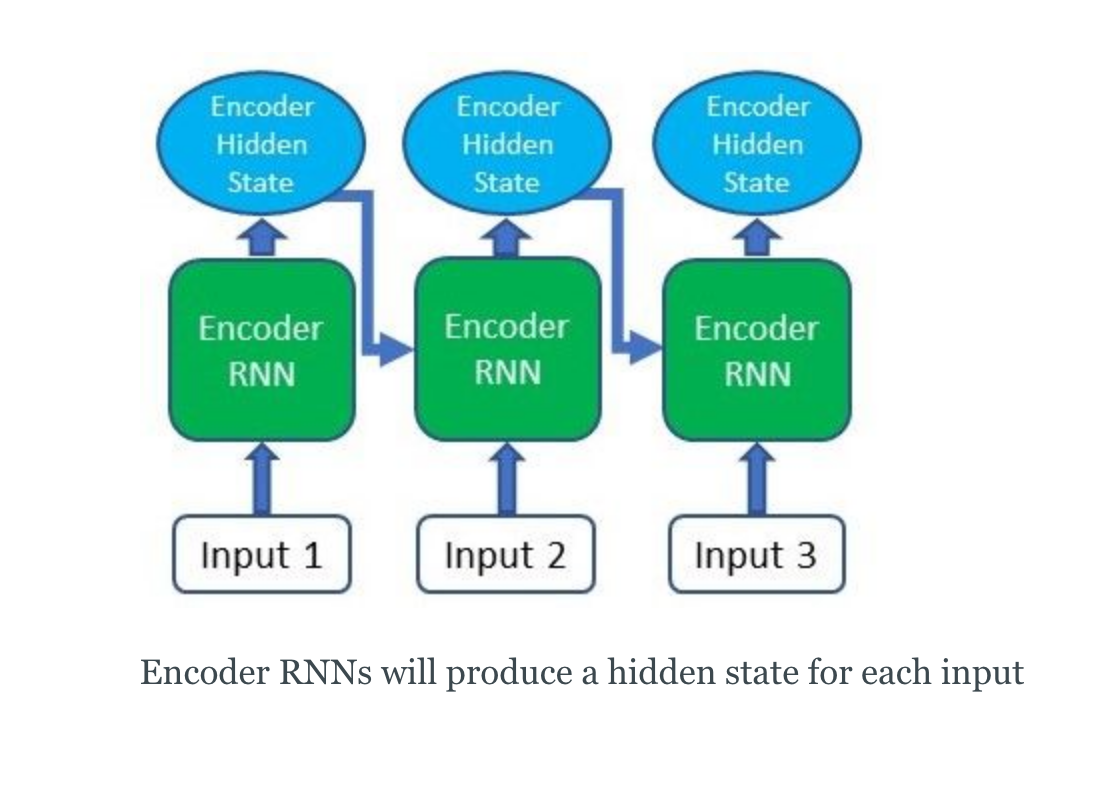 Encoder
Hidden
State
Encoder
Hidden
State
Encoder
Hidden
State
Encoder
RNN
Encoder
RNN
Encoder
RNN
Input 1
Input 2
Input 3
Encoder RNNs will produce a hidden state for each input